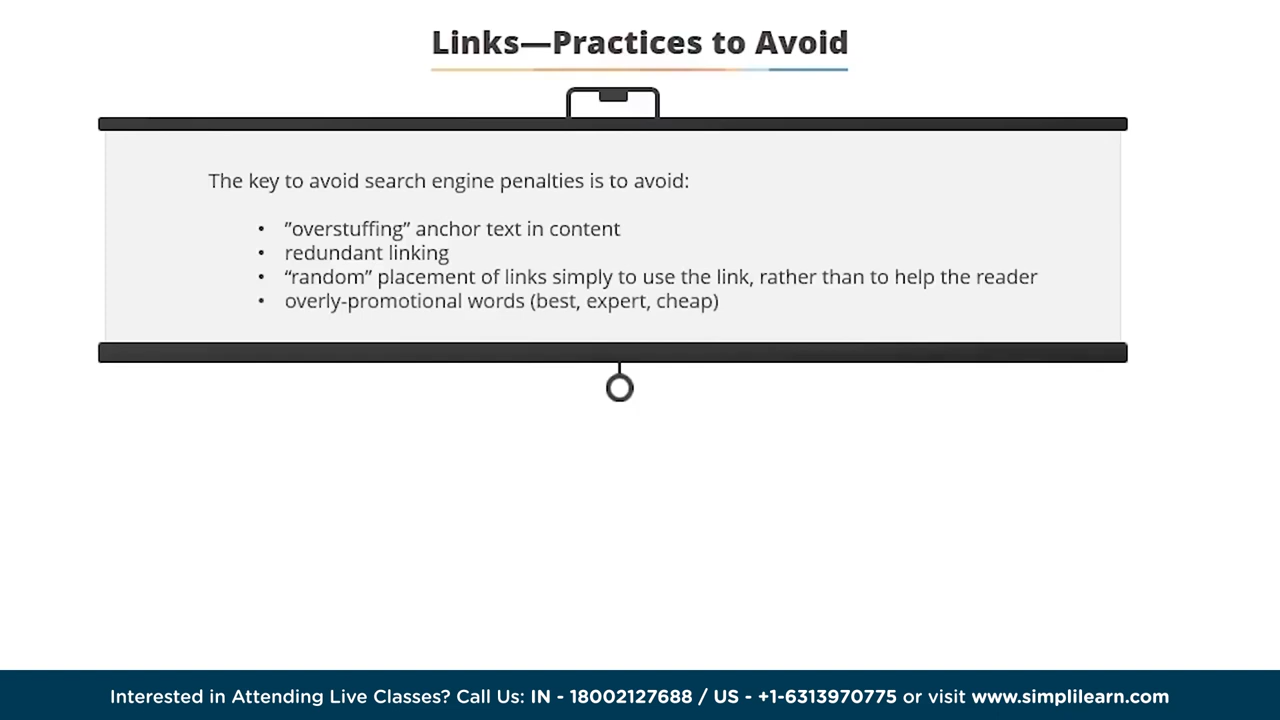 Links—Practices to Avoid
The key to avoid search engine penalties is to avoid:
• ”overstuffing” anchor text in content
• redundant linking
• “random” placement of links simply to use the link, rather than to help the reader
• overly-promotional words (best, expert, cheap)
Interested in Attending Live Classes? Call Us: IN - 18002127688 / US - +1-6313970775 or visit www.simplilearn.com